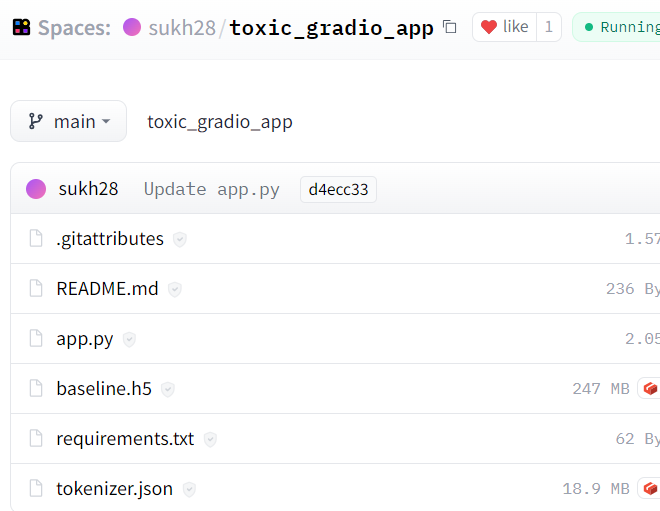 Spaces: sukh28/toxic_gradio_app like 1 Running
main toxic_gradio_app
sukh28 Update app.py d4ecc33
.gitattributes 1.57
README.md 236 By
app.py 2.05
baseline.h5 247 MB
requirements.txt 62 By
tokenizer.json 18.9 MB